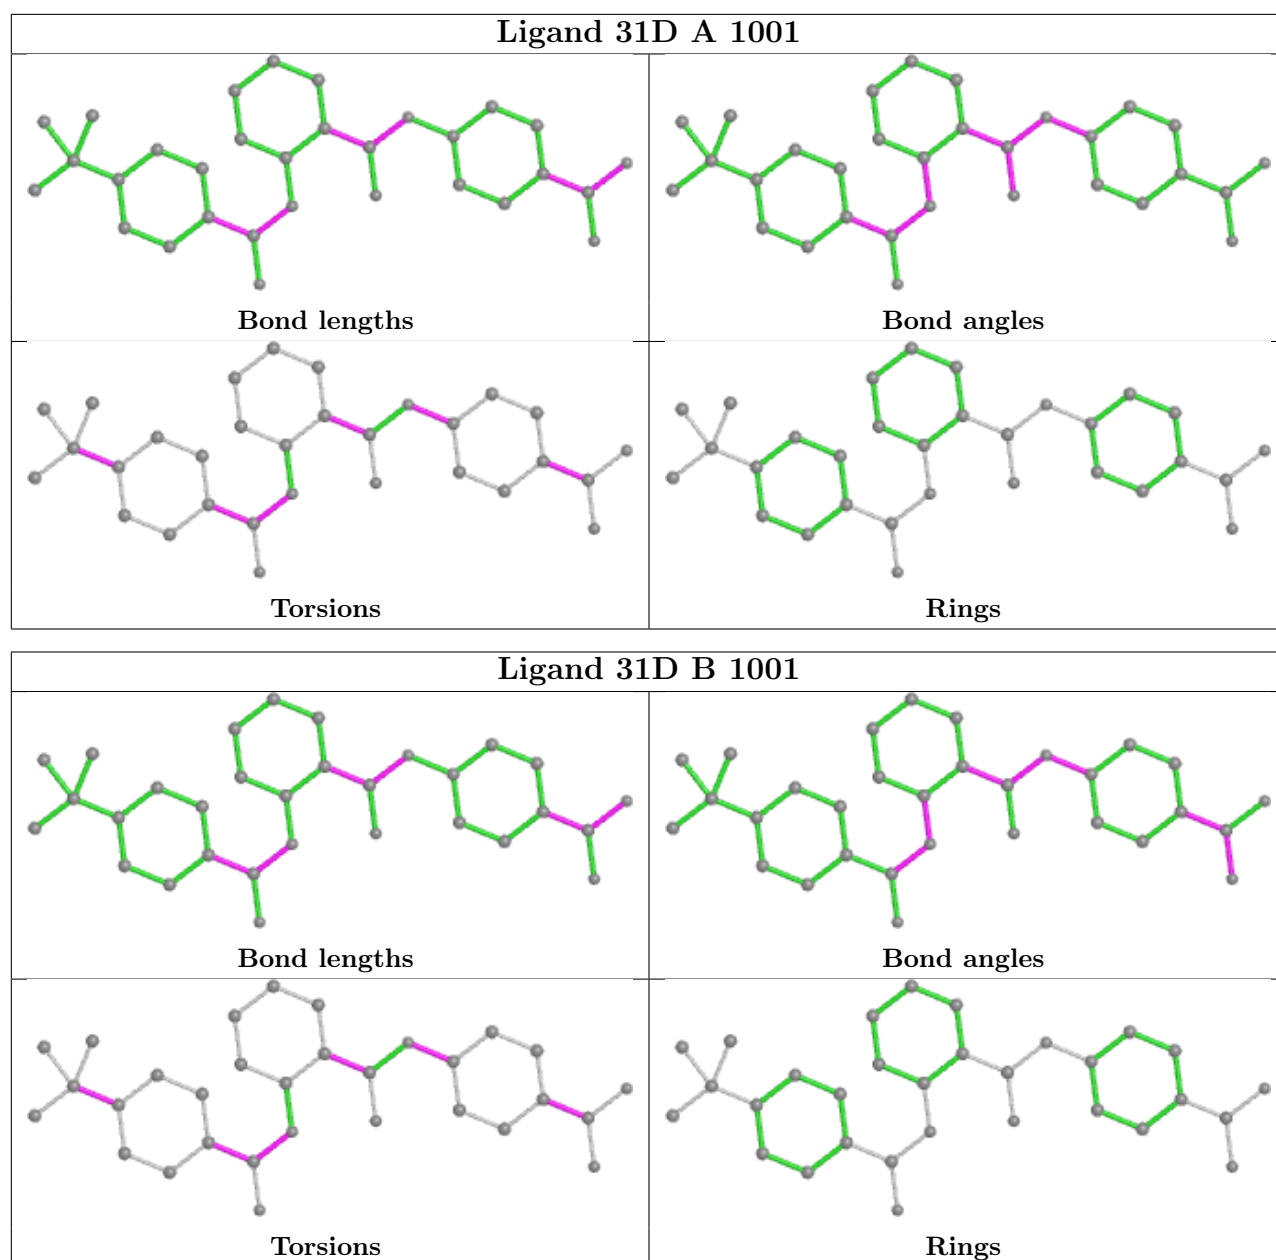 Ligand 31D A 1001
Bond lengths
Bond angles
Torsions
Rings
Ligand 31D B 1001
Bond lengths
Bond angles
Torsions
Rings